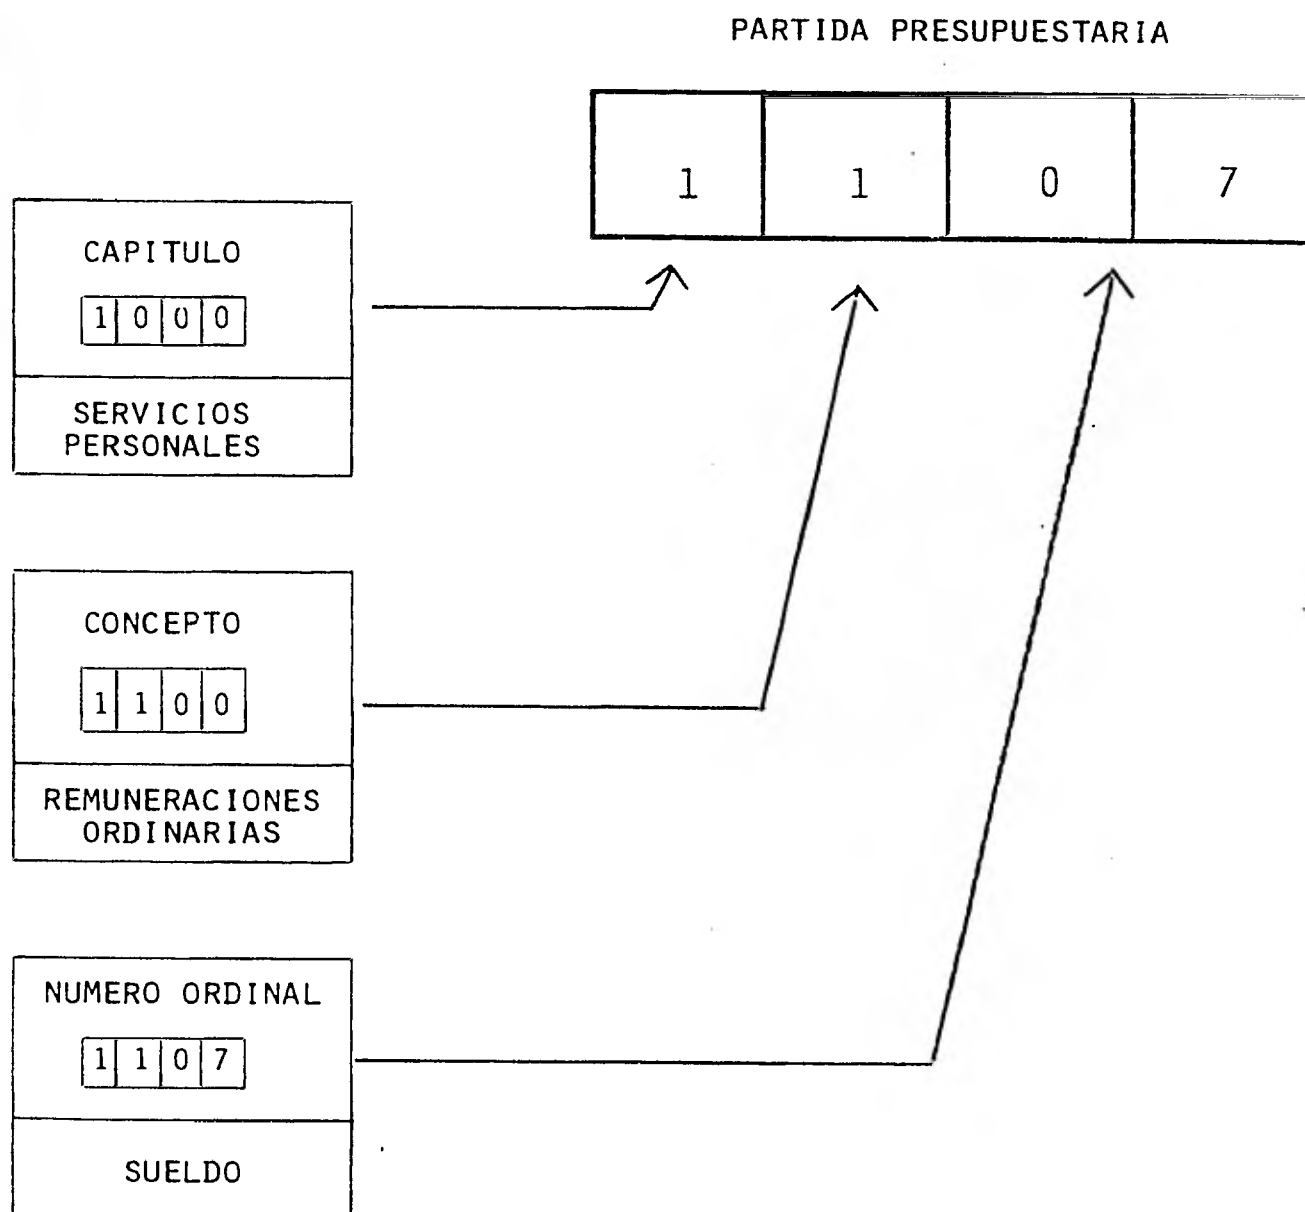 PARTIDA PRESUPUESTARIA
1 1 0 7
CAPITULO
1 0 0 0
SERVICIOS
PERSONALES
CONCEPTO
1 1 0 0
REMUNERACIONES
ORDINARIAS
NUMERO ORDINAL
1 1 0 7
SUELDO